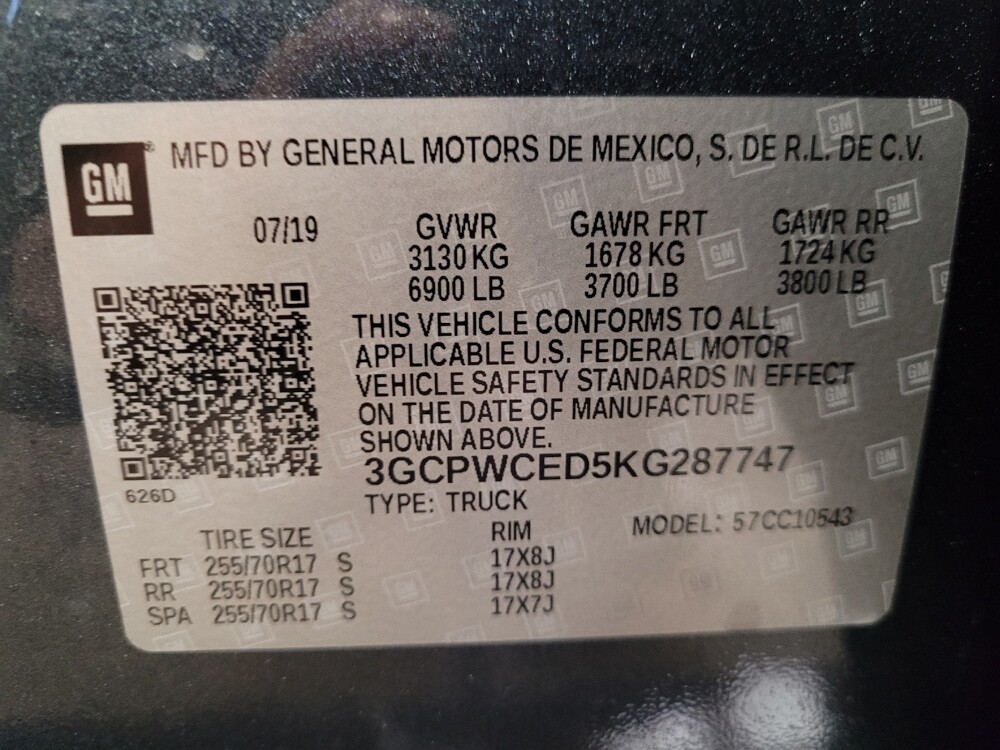 GM® MFD BY GENERAL MOTORS DE MEXICO, S. DE R.L. DE C.V.
07/19 GVWR GAWR FRT GAWR RR
3130 KG 1678 KG 1724 KG
6900 LB 3700 LB 3800 LB
THIS VEHICLE CONFORMS TO ALL
APPLICABLE U.S. FEDERAL MOTOR
VEHICLE SAFETY STANDARDS IN EFFECT
ON THE DATE OF MANUFACTURE
SHOWN ABOVE.
3GCPWCED5KG287747
626D
TYPE: TRUCK
MODEL: 57CC10543
TIRE SIZE RIM
FRT 255/70R17 S 17X8J
RR 255/70R17 S 17X8J
SPA 255/70R17 S 17X7J